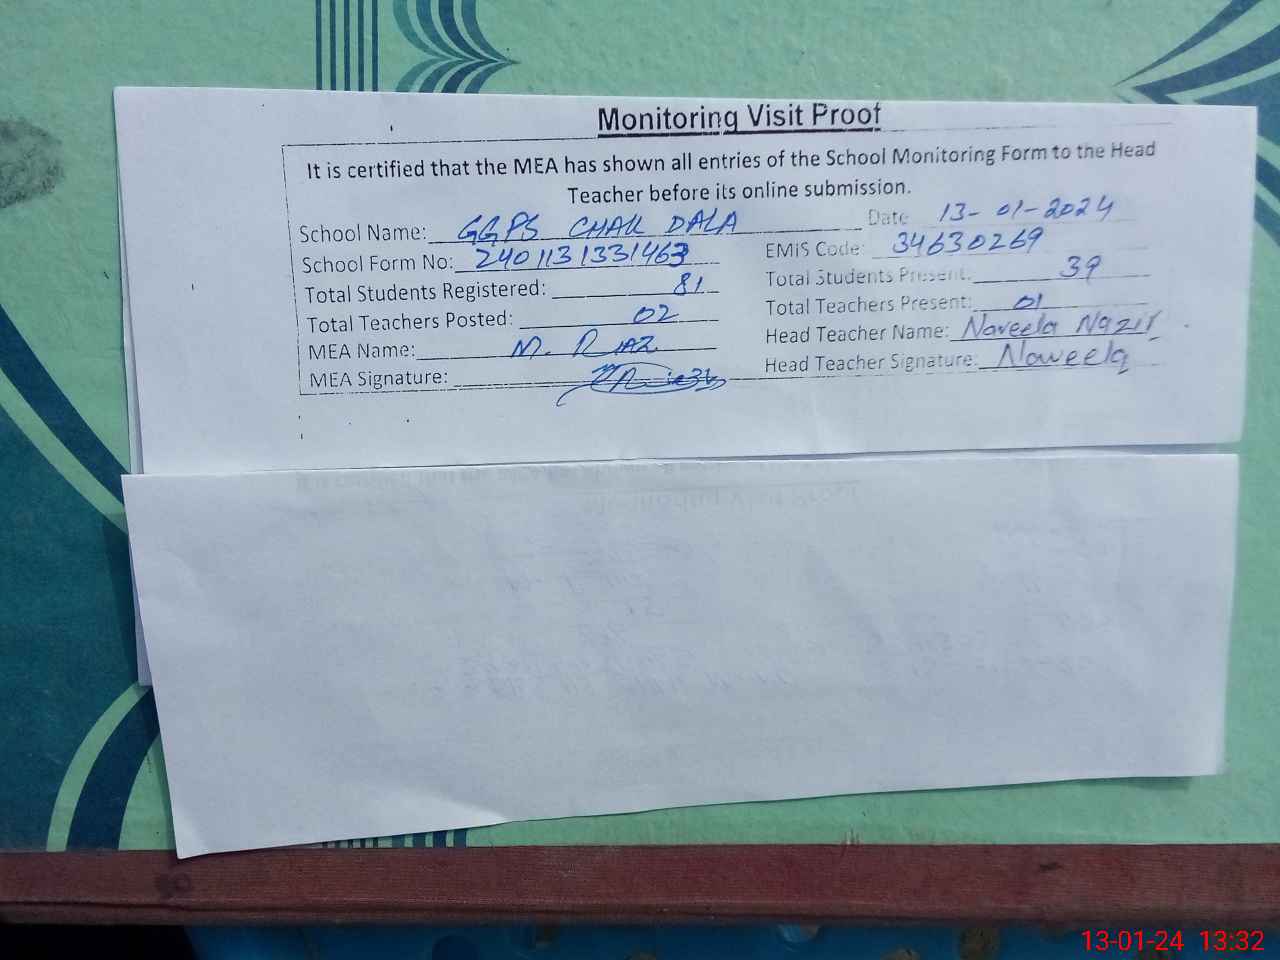 Monitoring Visit Proof
It is certified that the MEA has shown all entries of the School Monitoring Form to the Head
Teacher before its online submission.
School Name: GGPS CHAK DALA Date 13-01-2024
School Form No: 2401131331463 EMiS Code: 34630269
Total Students Registered: 81 Total Students Present: 39
Total Teachers Posted: 02 Total Teachers Present: 01
MEA Name: M. RIAZ Head Teacher Name: Naveela Nazir
MEA Signature: Head Teacher Signature: Naweela
13-01-24 13:32